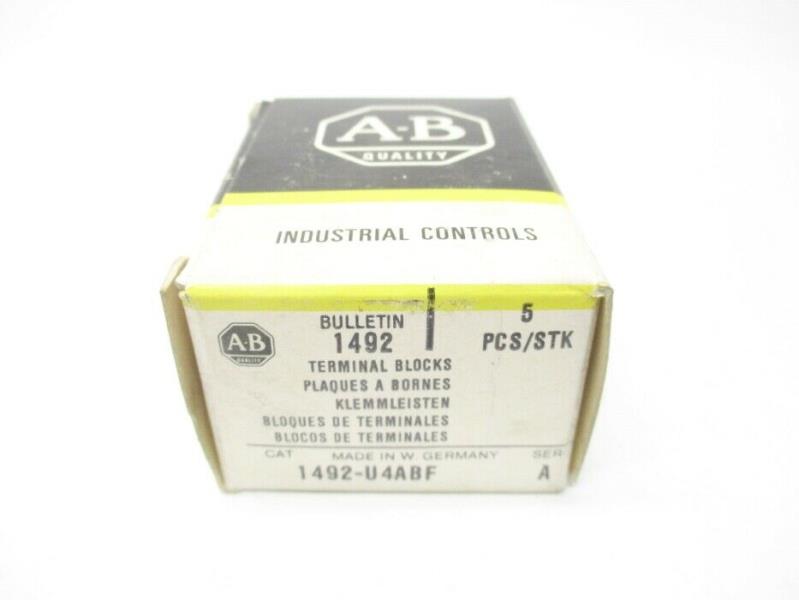 A-B
QUALITY
INDUSTRIAL CONTROLS
A-B
QUALITY
BULLETIN
1492
5
PCS/STK
TERMINAL BLOCKS
PLAQUES A BORNES
KLEMMLEISTEN
BLOQUES DE TERMINALES
BLOCOS DE TERMINALES
CAT MADE IN W. GERMANY SER
1492-U4ABF A